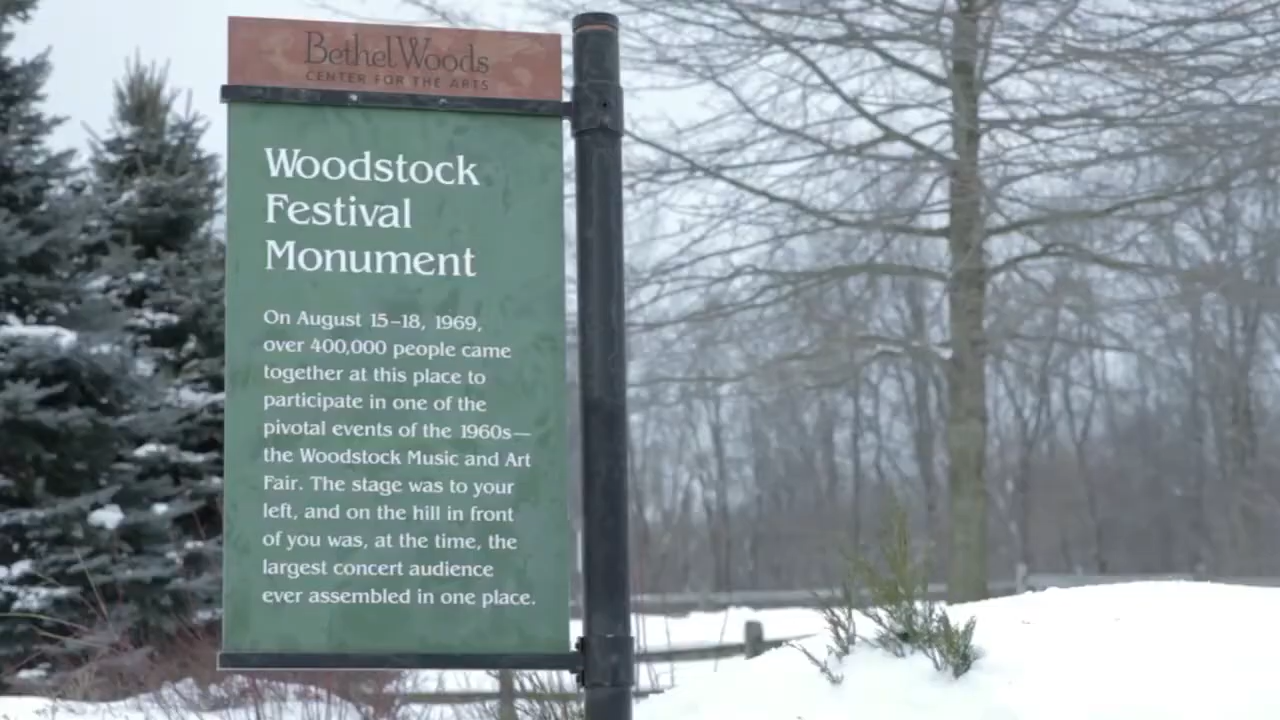 Bethel Woods
CENTER FOR THE ARTS
Woodstock
Festival
Monument
On August 15–18, 1969,
over 400,000 people came
together at this place to
participate in one of the
pivotal events of the 1960s—
the Woodstock Music and Art
Fair. The stage was to your
left, and on the hill in front
of you was, at the time, the
largest concert audience
ever assembled in one place.